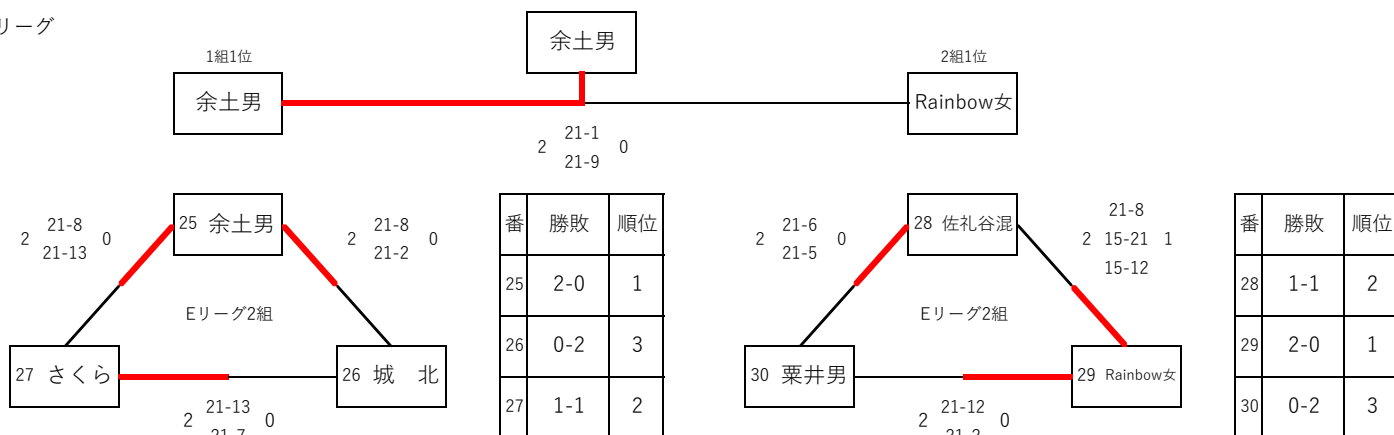 リーグ
余土男
1組1位
2組1位
余土男
Rainbow女
21-1
2 0
21-9
25 余土男
21-8
2 0
21-13
21-8
2 0
21-2
Eリーグ2組
27 さくら
26 城　北
21-13
2 0
21-7
番 勝敗 順位
25 2-0 1
26 0-2 3
27 1-1 2
28 佐礼谷混
21-6
2 0
21-5
21-8
2 15-21 1
15-12
Eリーグ2組
30 粟井男
29 Rainbow女
21-12
2 0
21-2
番 勝敗 順位
28 1-1 2
29 2-0 1
30 0-2 3